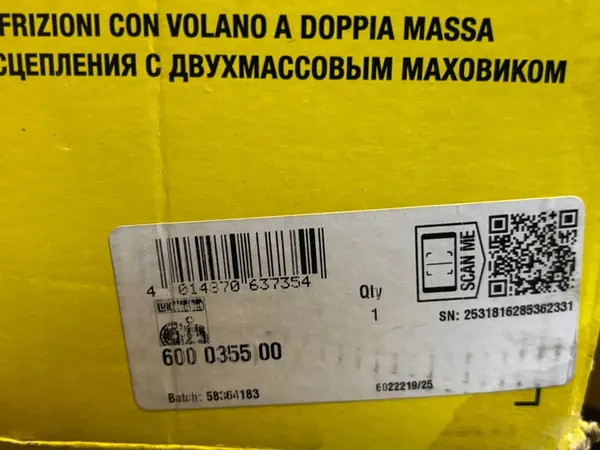 FRIZIONI CON VOLANO A DOPPIA MASSA
СЦЕПЛЕНИЯ С ДВУХМАССОВЫМ МАХОВИКОМ
4 014870 637354
Qty
1
SCAN ME
SN: 2531816285362331
LUK
600 0355 00
Batch: 58364183
6022219/25